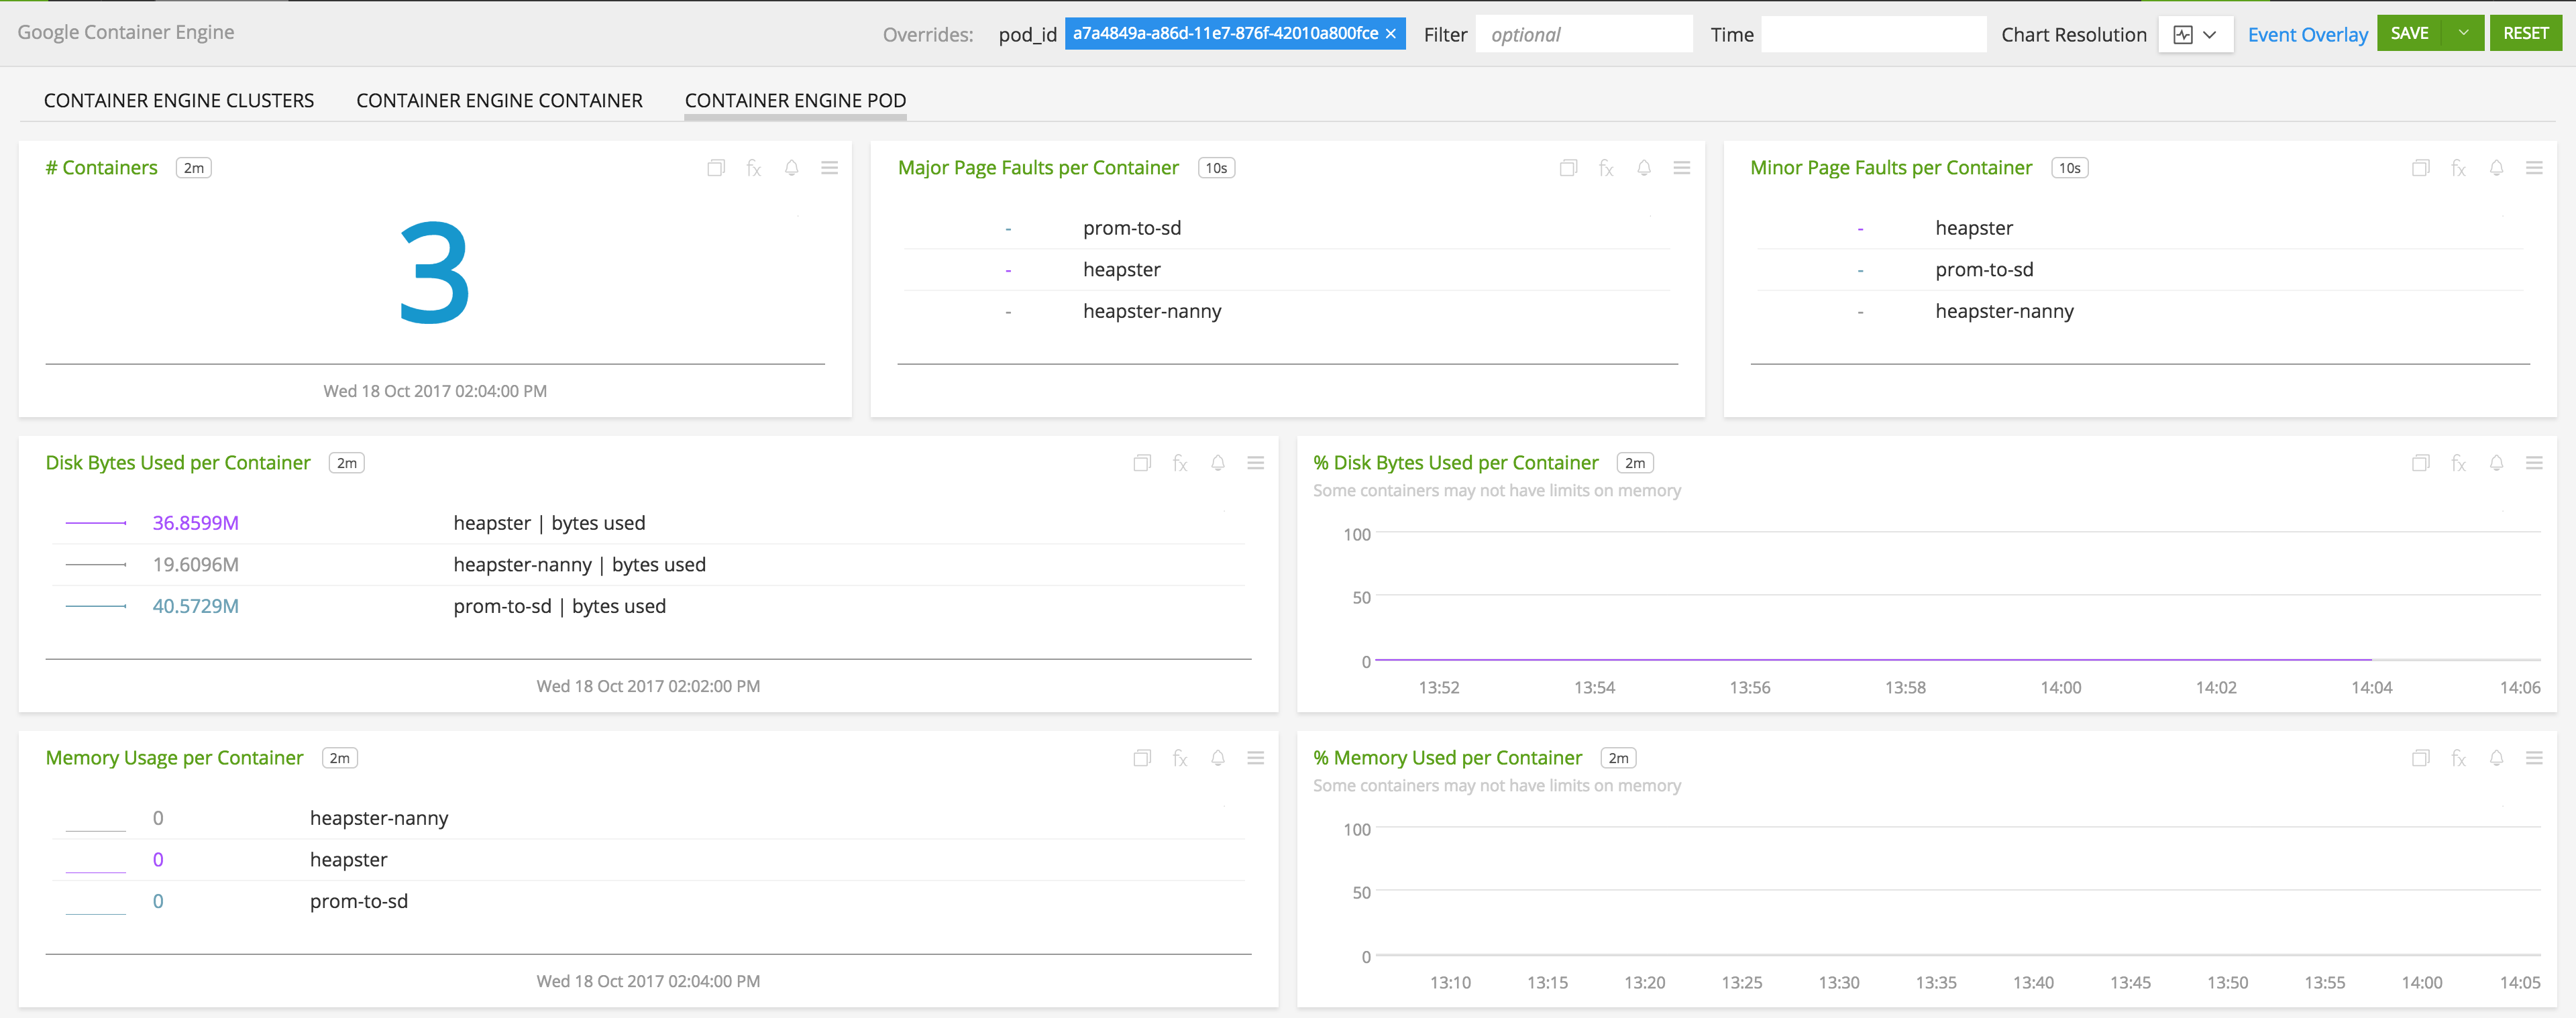 Google Container Engine
Overrides: pod_id a7a4849a-a86d-11e7-876f-42010a800fce × Filter optional Time Chart Resolution Event Overlay SAVE RESET
CONTAINER ENGINE CLUSTERS CONTAINER ENGINE CONTAINER CONTAINER ENGINE POD
# Containers 2m fx
3
Wed 18 Oct 2017 02:04:00 PM
Major Page Faults per Container 10s fx
- prom-to-sd
- heapster
- heapster-nanny
Minor Page Faults per Container 10s fx
- heapster
- prom-to-sd
- heapster-nanny
Disk Bytes Used per Container 2m fx
36.8599M heapster | bytes used
19.6096M heapster-nanny | bytes used
40.5729M prom-to-sd | bytes used
Wed 18 Oct 2017 02:02:00 PM
% Disk Bytes Used per Container 2m fx
Some containers may not have limits on memory
100
50
0
13:52 13:54 13:56 13:58 14:00 14:02 14:04 14:06
Memory Usage per Container 2m fx
0 heapster-nanny
0 heapster
0 prom-to-sd
Wed 18 Oct 2017 02:04:00 PM
% Memory Used per Container 2m fx
Some containers may not have limits on memory
100
50
0
13:10 13:15 13:20 13:25 13:30 13:35 13:40 13:45 13:50 13:55 14:00 14:05